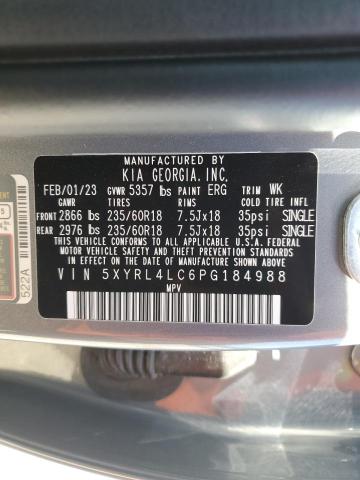 MANUFACTURED BY
KIA GEORGIA, INC.
FEB/01/23 GVWR 5357 lbs PAINT ERG TRIM WK
GAWR TIRES RIMS COLD TIRE INFL
FRONT 2866 lbs 235/60R18 7.5Jx18 35psi SINGLE
REAR 2976 lbs 235/60R18 7.5Jx18 35psi SINGLE
THIS VEHICLE CONFORMS TO ALL APPLICABLE U.S.A. FEDERAL
MOTOR VEHICLE SAFETY AND THEFT PREVENTION STANDARDS
IN EFFECT ON THE DATE OF MANUFACTURE SHOWN ABOVE.
VIN 5XYRL4LC6PG184988
MPV
522A
5